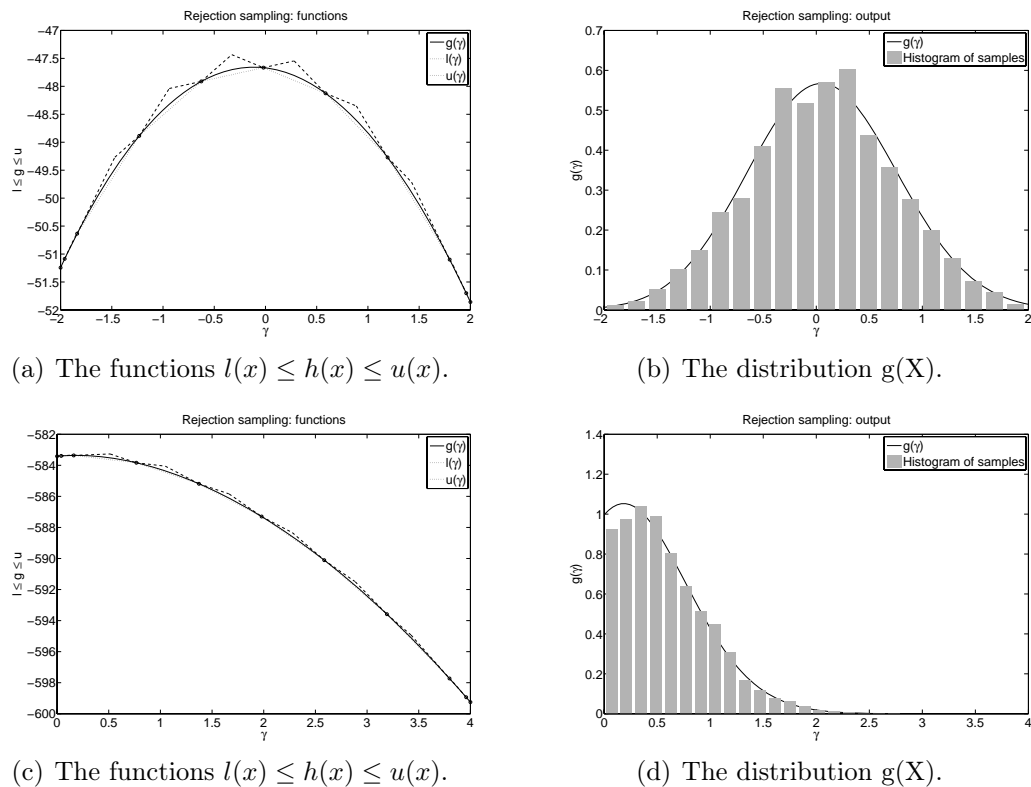 Rejection sampling: functions
−47
−47.5
−48
−48.5
−49
−49.5
−50
−50.5
−51
−51.5
−52
l ≤ g ≤ u
−2 −1.5 −1 −0.5 0 0.5 1 1.5 2
γ
g(γ)
l(γ)
u(γ)
Rejection sampling: output
0.7
0.6
0.5
0.4
0.3
0.2
0.1
0
g(γ)
−2 −1 −0.5 0 0.5 1 1.5 2
γ
g(γ)
Histogram of samples
(a) The functions l(x) ≤ h(x) ≤ u(x).
(b) The distribution g(X).
Rejection sampling: functions
−582
−584
−586
−588
−590
−592
−594
−596
−598
−600
l ≤ g ≤ u
0 0.5 1 1.5 2 2.5 3 3.5 4
γ
g(γ)
l(γ)
u(γ)
Rejection sampling: output
1.4
1.2
1
0.8
0.6
0.4
0.2
0
g(γ)
0 0.5 1 1.5 2 2.5 3 3.5 4
γ
g(γ)
Histogram of samples
(c) The functions l(x) ≤ h(x) ≤ u(x).
(d) The distribution g(X).